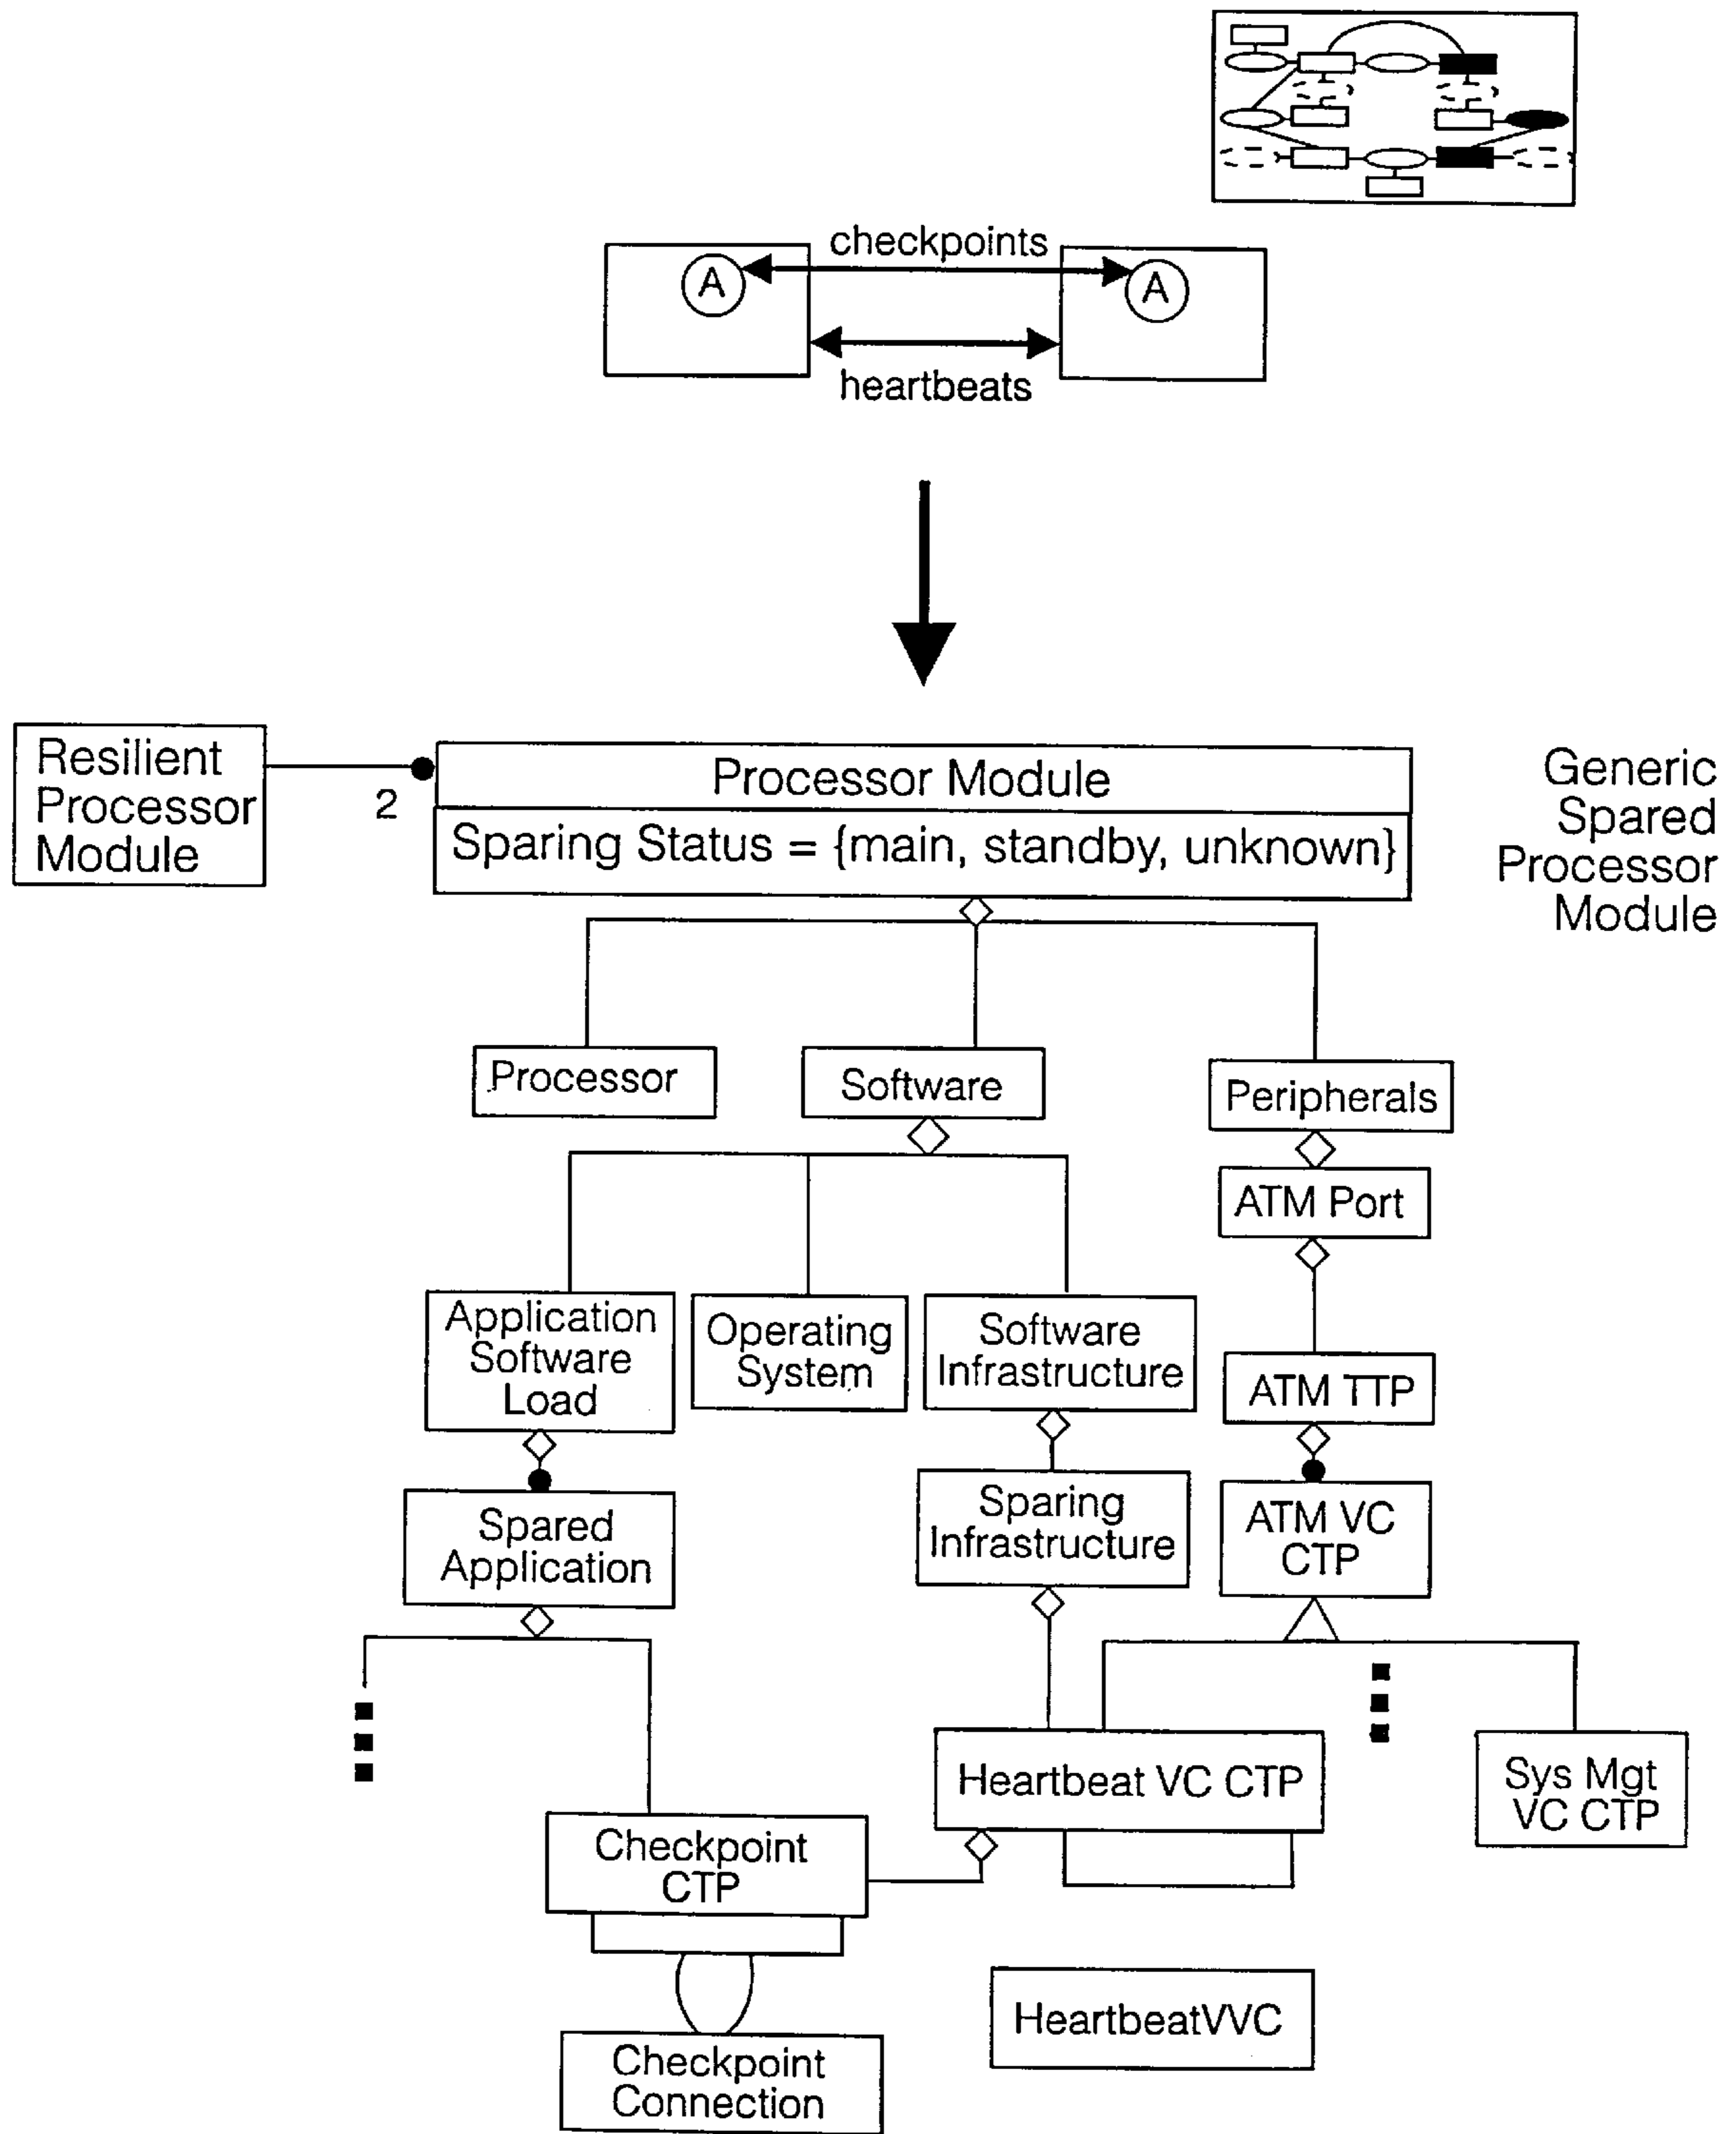 checkpoints
A
A
heartbeats
Resilient
Processor
Module
2
Processor Module
Sparing Status = {main, standby, unknown}
Generic
Spared
Processor
Module
Processor
Software
Peripherals
ATM Port
Application
Software
Load
Operating
System
Software
Infrastructure
ATM TTP
Spared
Application
Sparing
Infrastructure
ATM VC
CTP
Heartbeat VC CTP
Sys Mgt
VC CTP
Checkpoint
CTP
HeartbeatVVC
Checkpoint
Connection